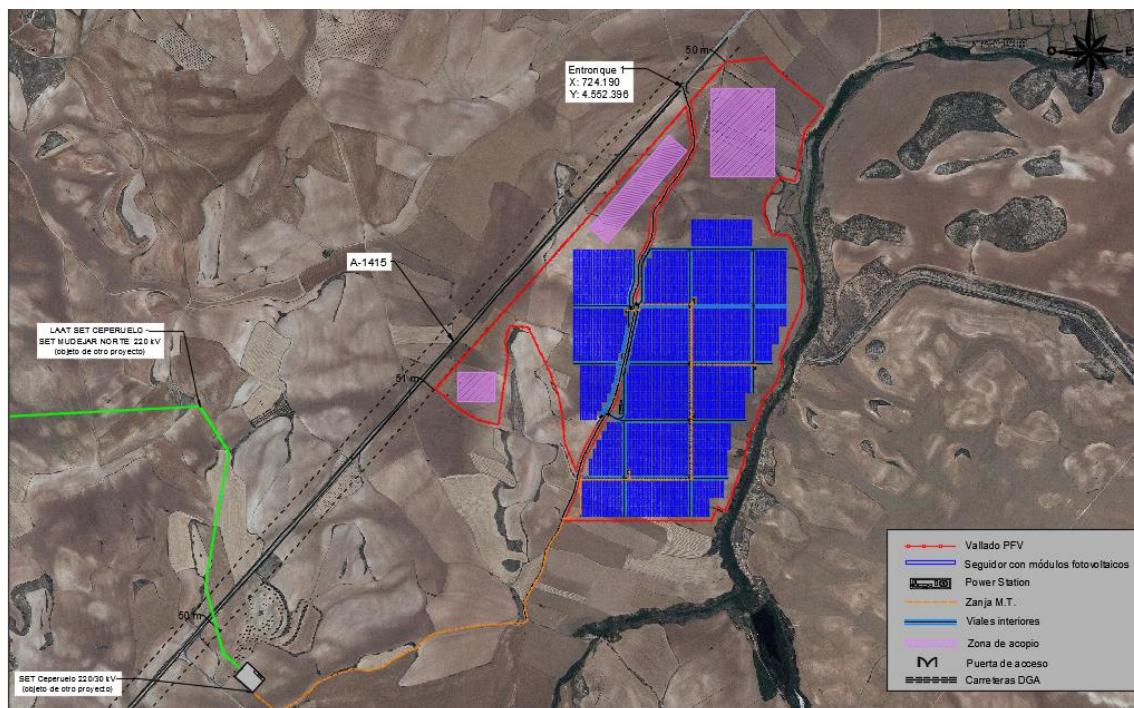 50 m
O
E
Entronque 1
X: 724.190
Y: 4.552.396
A-1415
LAAT SET CEPERUELO -
SET MUDEJAR NORTE 220 kV
(objeto de otro proyecto)
51 m
50 m
SET Ceperuelo 220/30 kV
(objeto de otro proyecto)
Vallado PFV
Seguidor con módulos fotovoltaicos
Power Station
Zanja M.T.
Viales interiores
Zona de acopio
Puerta de acceso
Carreteras DGA